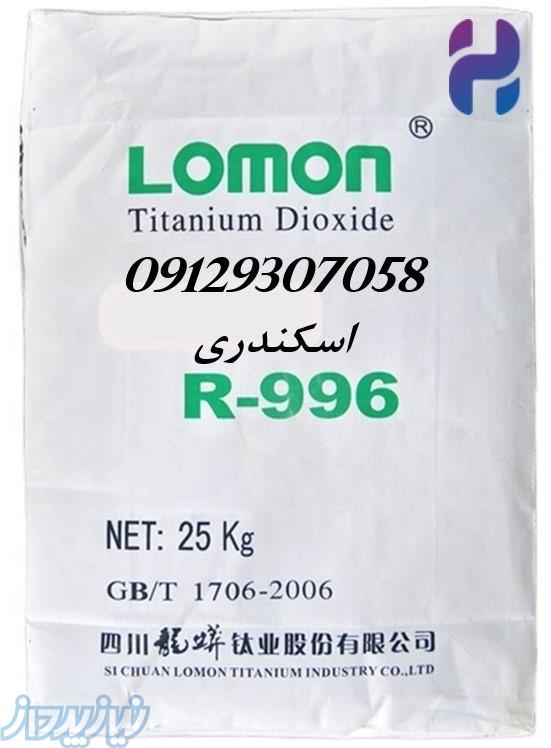 LOMON®
Titanium Dioxide
09129307058
اسکندری
R-996
NET: 25 Kg
GB/T 1706-2006
四川龍蟒钛业股份有限公司
SI CHUAN LOMON TITANIUM INDUSTRY CO.,LTD
نیازپرداز